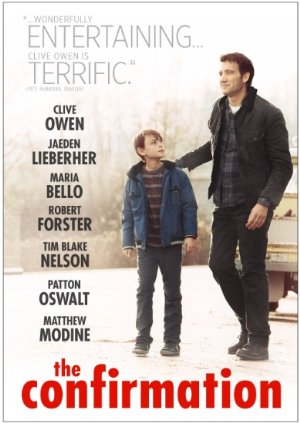 "...WONDERFULLY
ENTERTAINING...
CLIVE OWEN IS
TERRIFIC."
CLIVE
OWEN
JAEDEN
LIEBERHER
MARIA
BELLO
ROBERT
FORSTER
TIM BLAKE
NELSON
PATTON
OSWALT
MATTHEW
MODINE
the
confirmation